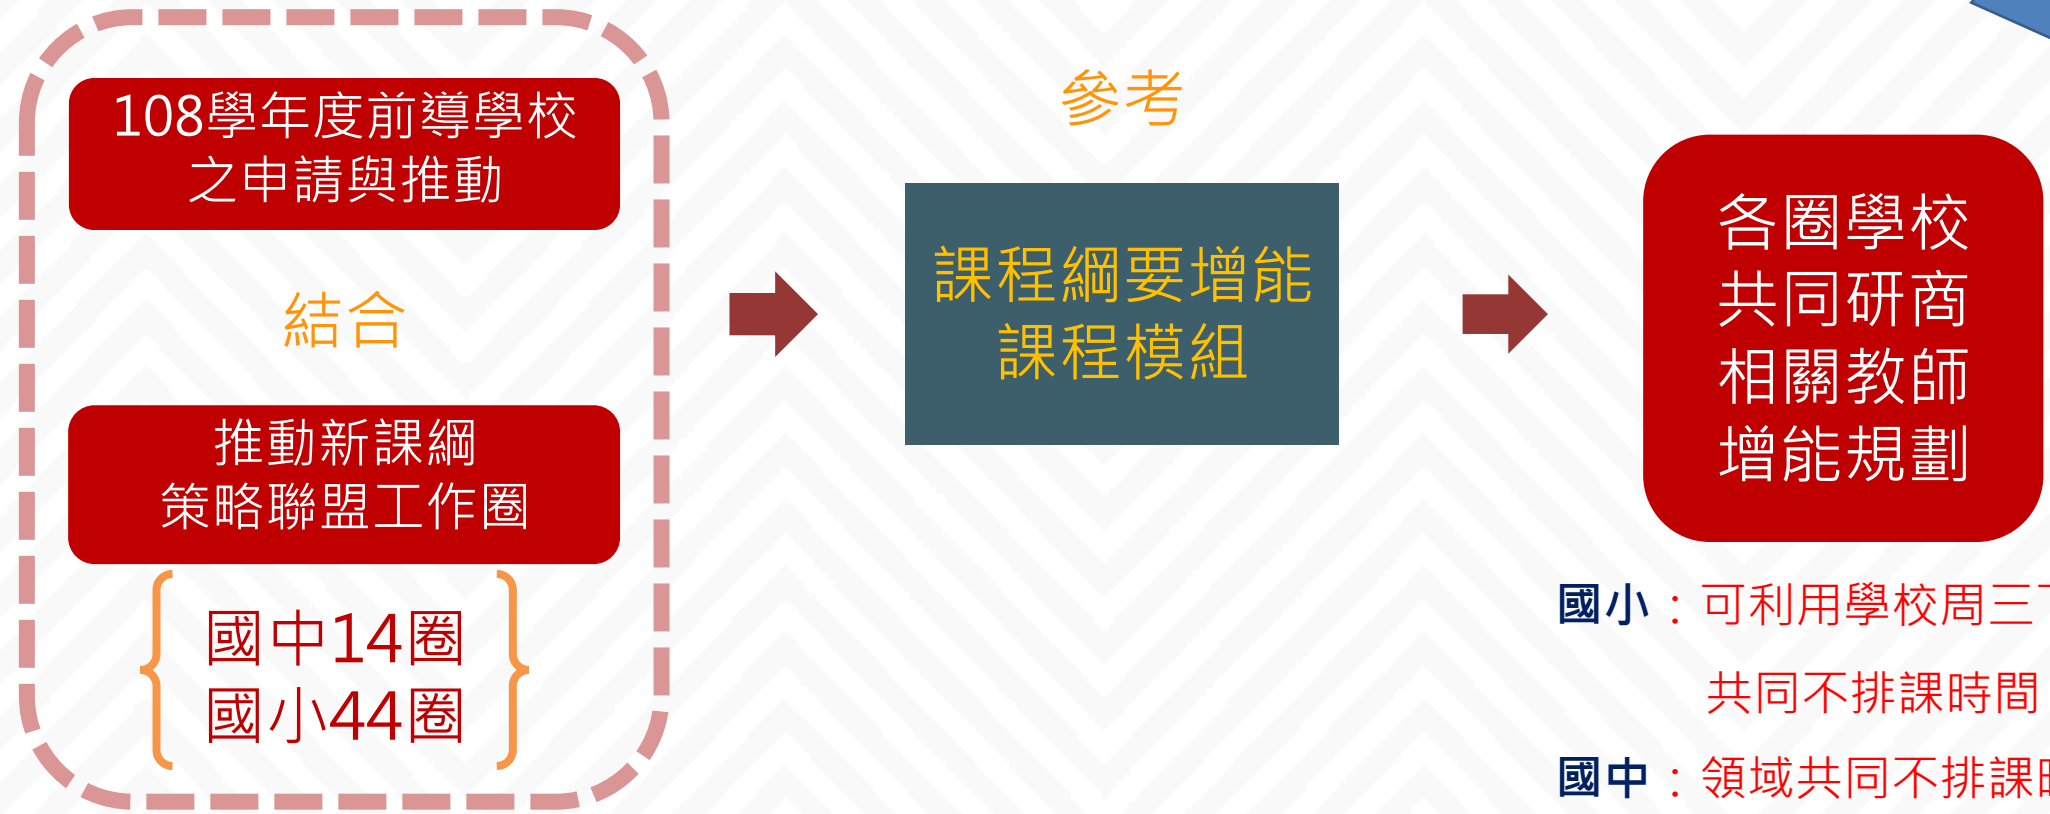 108學年度前導學校
之申請與推動
結合
推動新課綱
策略聯盟工作圈
國中14圈
國小44圈
參考
課程綱要增能
課程模組
各圈學校
共同研商
相關教師
增能規劃
國小：可利用學校周三
共同不排課時間
國中：領域共同不排課